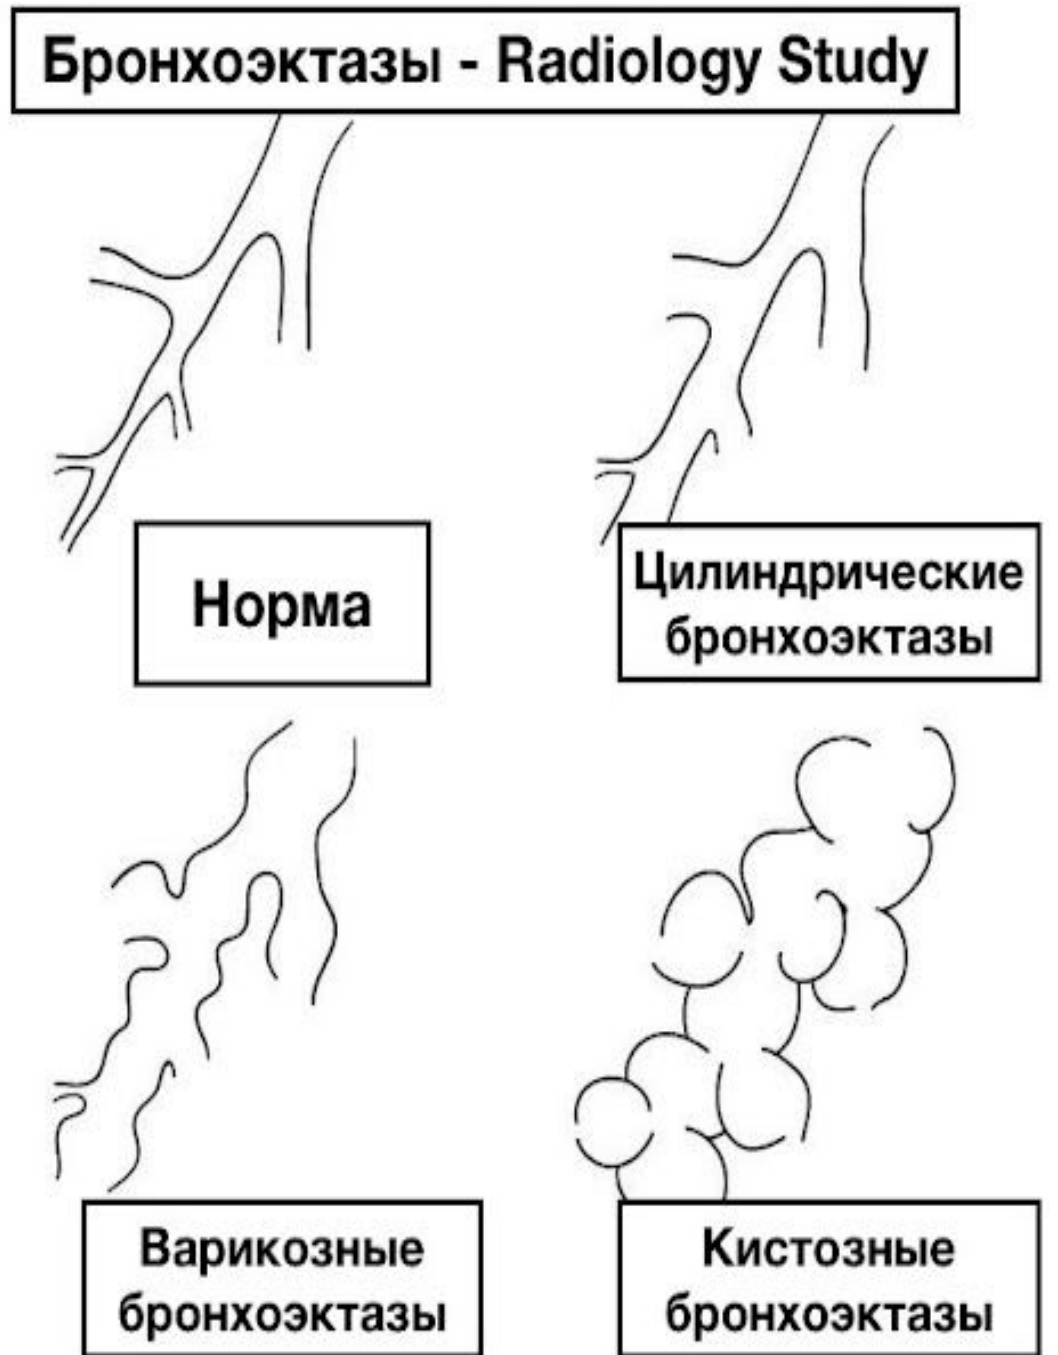 Бронхоэктазы - Radiology Study
Норма
Цилиндрические
бронхоэктазы
Варикозные
бронхоэктазы
Кистозные
бронхоэктазы